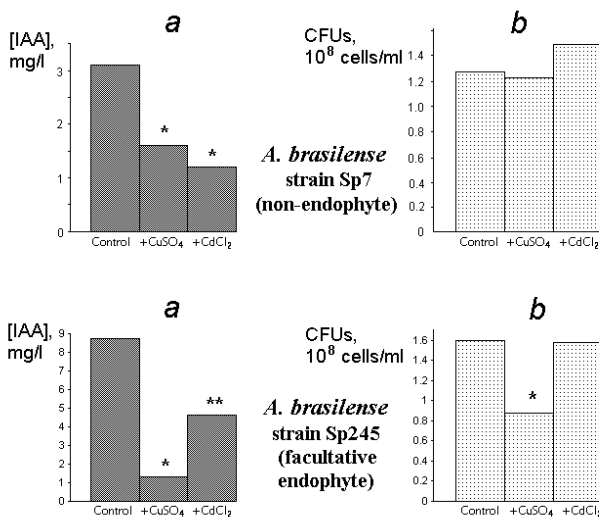 a
b
[IAA],
mg/l
CFUs,
10⁸ cells/ml
3
2
1
0
Control +CuSO₄ +CdCl₂
*
*
A. brasilense
strain Sp7
(non-endophyte)
1.4
1.2
1.0
0.8
0.6
0.4
0.2
0
Control +CuSO₄ +CdCl₂
a
b
[IAA],
mg/l
CFUs,
10⁸ cells/ml
9
8
7
6
5
4
3
2
1
0
**
*
Control +CuSO₄ +CdCl₂
A. brasilense
strain Sp245
(facultative
endophyte)
1.6
1.4
1.2
1
0.8
0.6
0.4
0.2
0
*
Control +CuSO₄ +CdCl₂